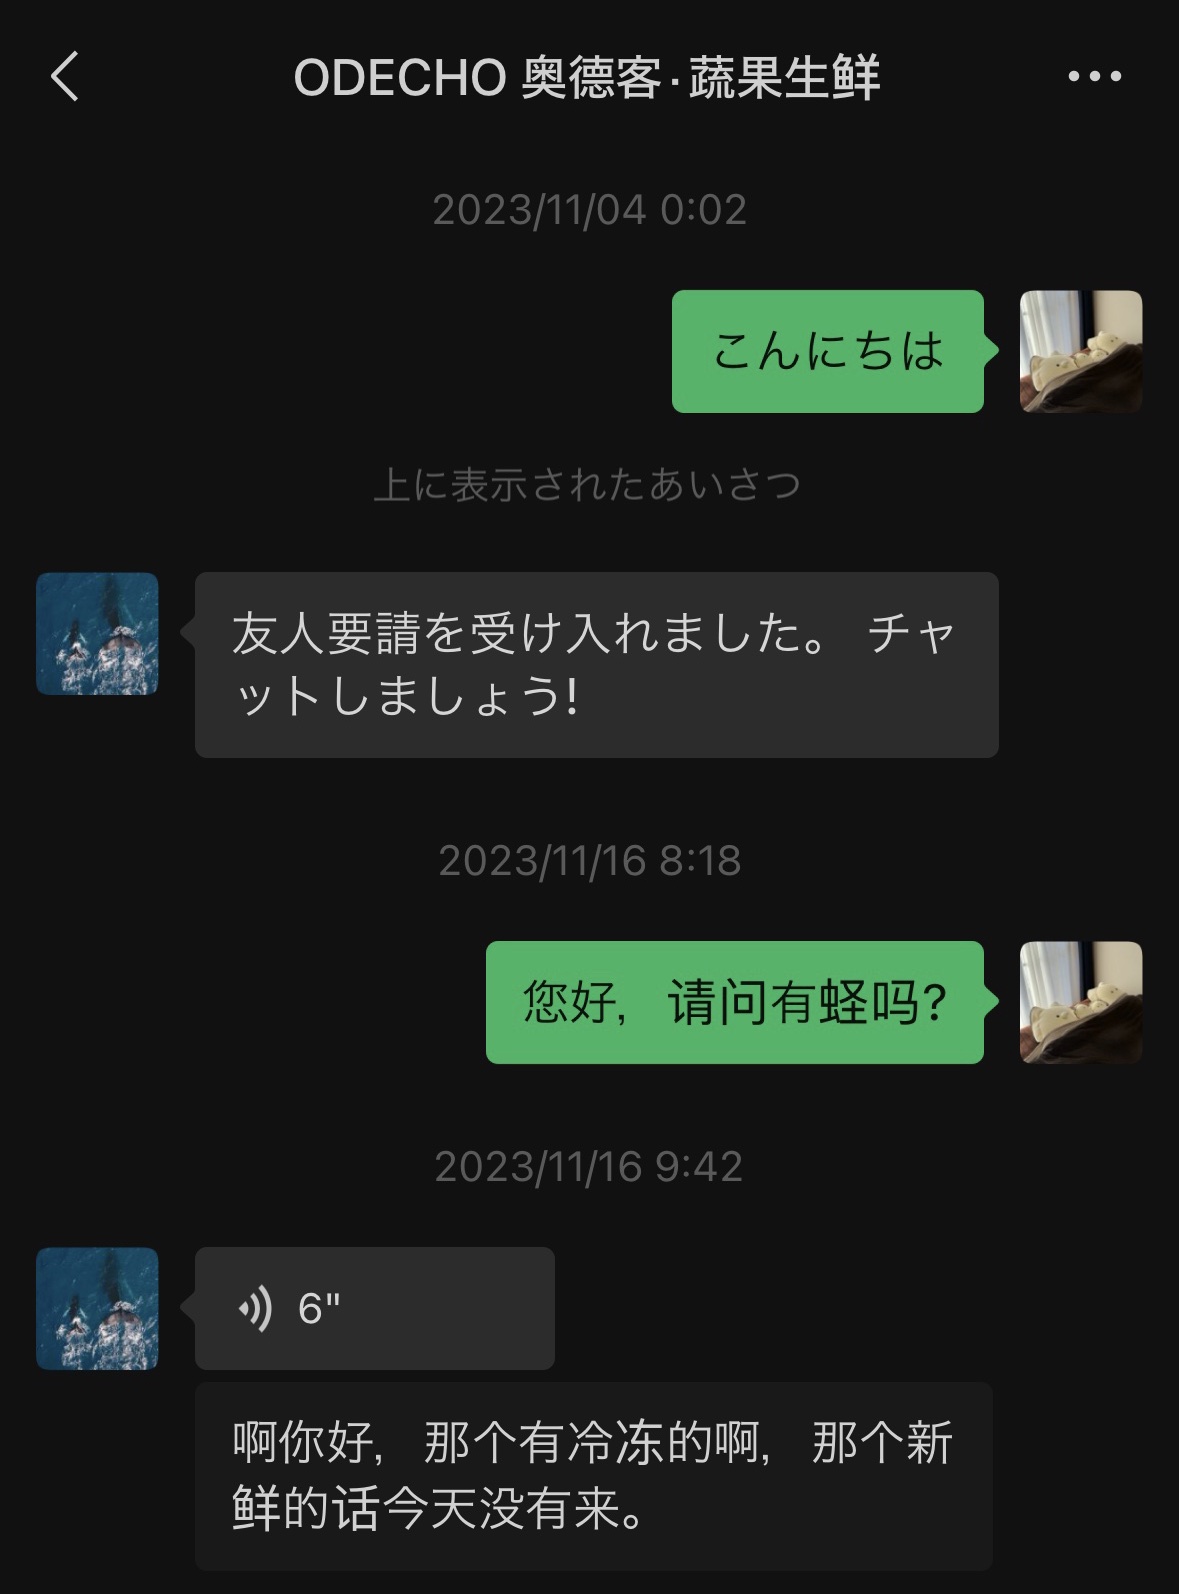 ODECHO 奥德客·蔬果生鲜
2023/11/04 0:02
こんにちは
上に表示されたあいさつ
友人要請を受け入れました。 チャ
ットしましょう!
2023/11/16 8:18
您好, 请问有蛏吗?
2023/11/16 9:42
6"
啊你好, 那个有冷冻的啊, 那个新
鲜的话今天没有来。